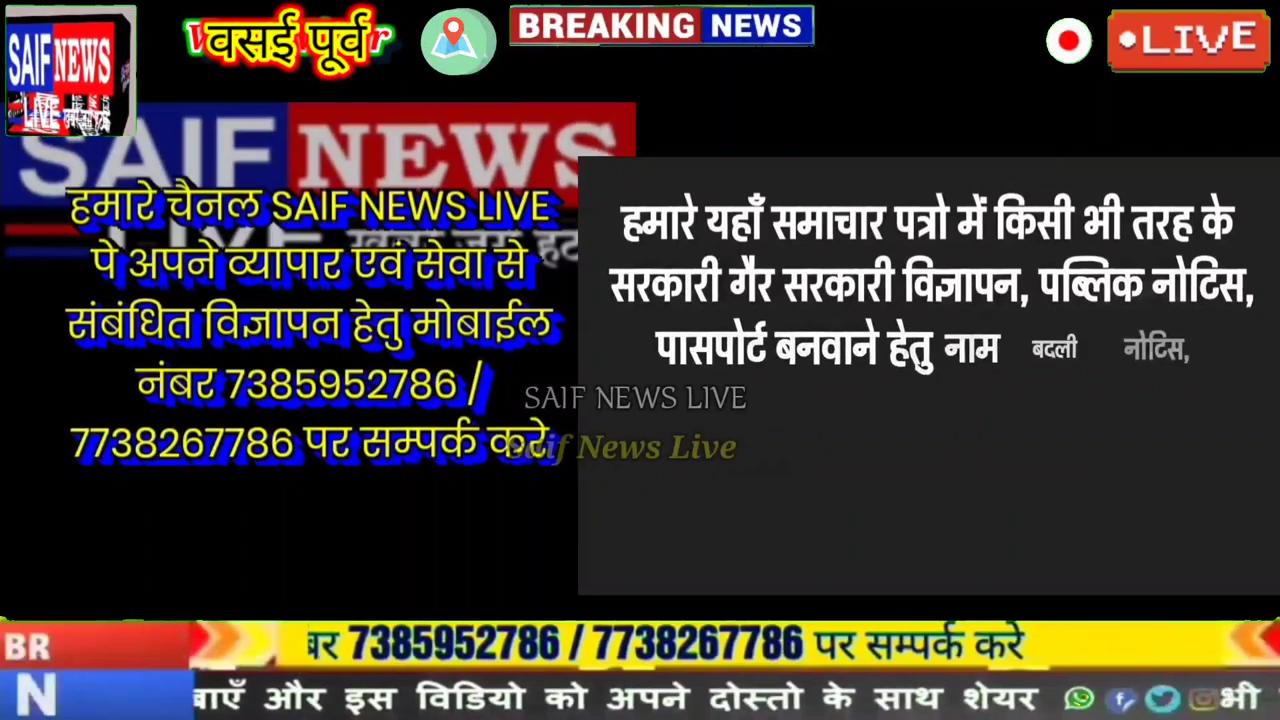 SAIF NEWS
LIVE
वसई पूर्व
BREAKING NEWS
LIVE
SAIF NEWS
हमारे चैनल SAIF NEWS LIVE
पे अपने व्यापार एवं सेवा से
संबंधित विज्ञापन हेतु मोबाईल
नंबर 7385952786 /
7738267786 पर सम्पर्क करे
हमारे यहाँ समाचार पत्रो में किसी भी तरह के
सरकारी गैर सरकारी विज्ञापन, पब्लिक नोटिस,
पासपोर्ट बनवाने हेतु नाम बदली नोटिस,
SAIF NEWS LIVE
Saif News Live
BR
बर 7385952786 / 7738267786 पर सम्पर्क करे
N
बाएँ और इस विडियो को अपने दोस्तो के साथ शेयर भी